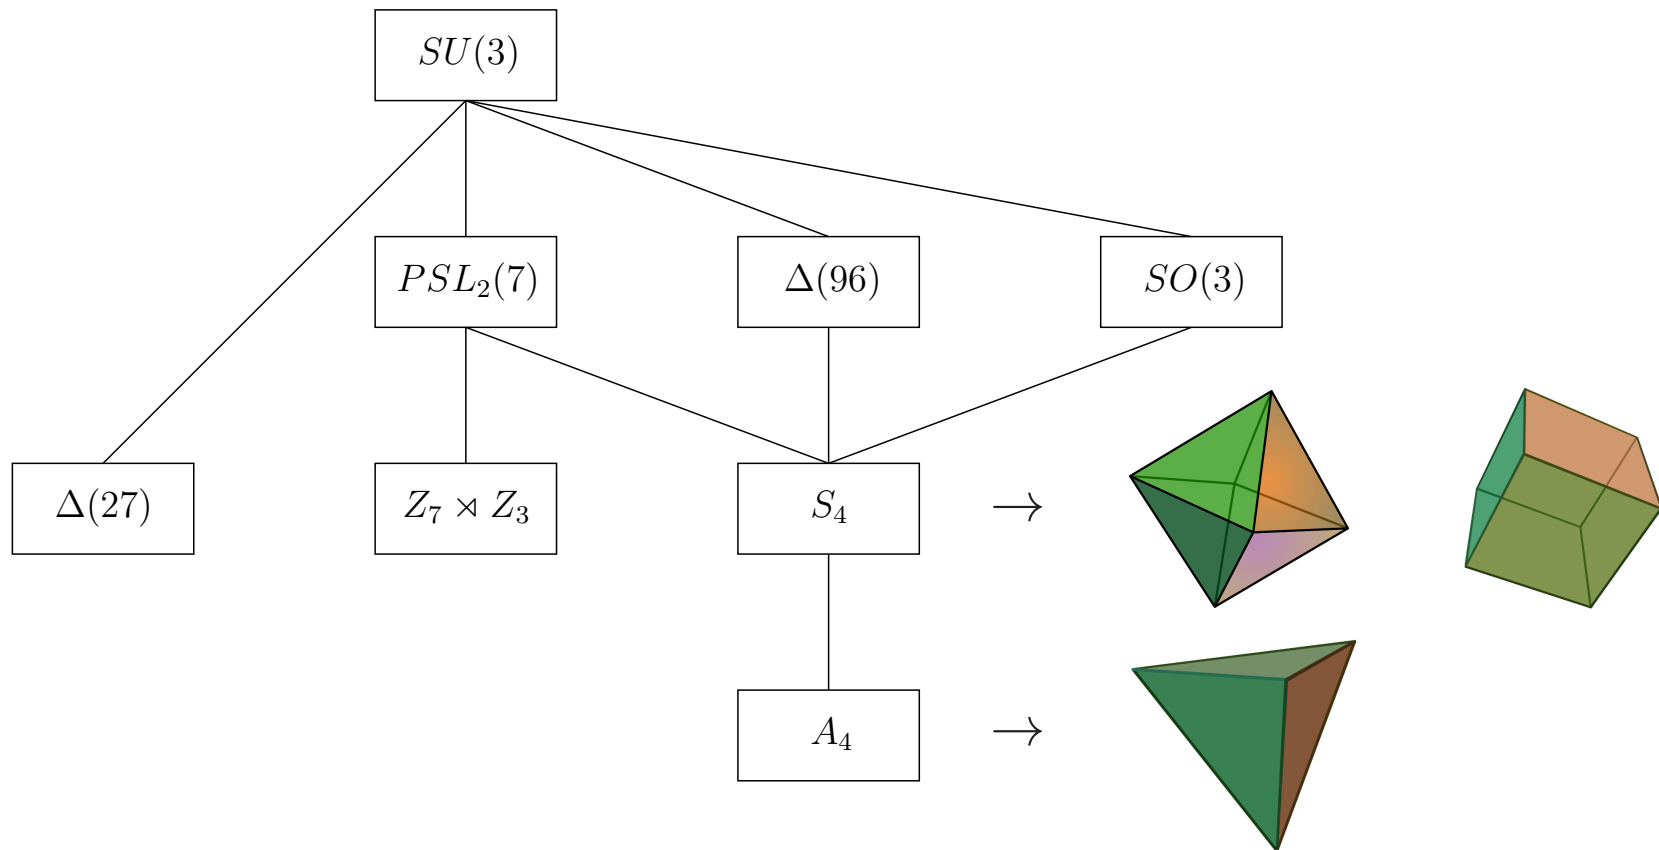 SU(3)
PSL₂(7) Δ(96) SO(3)
Δ(27) Z₇ ⋊ Z₃ S₄ →
A₄ →